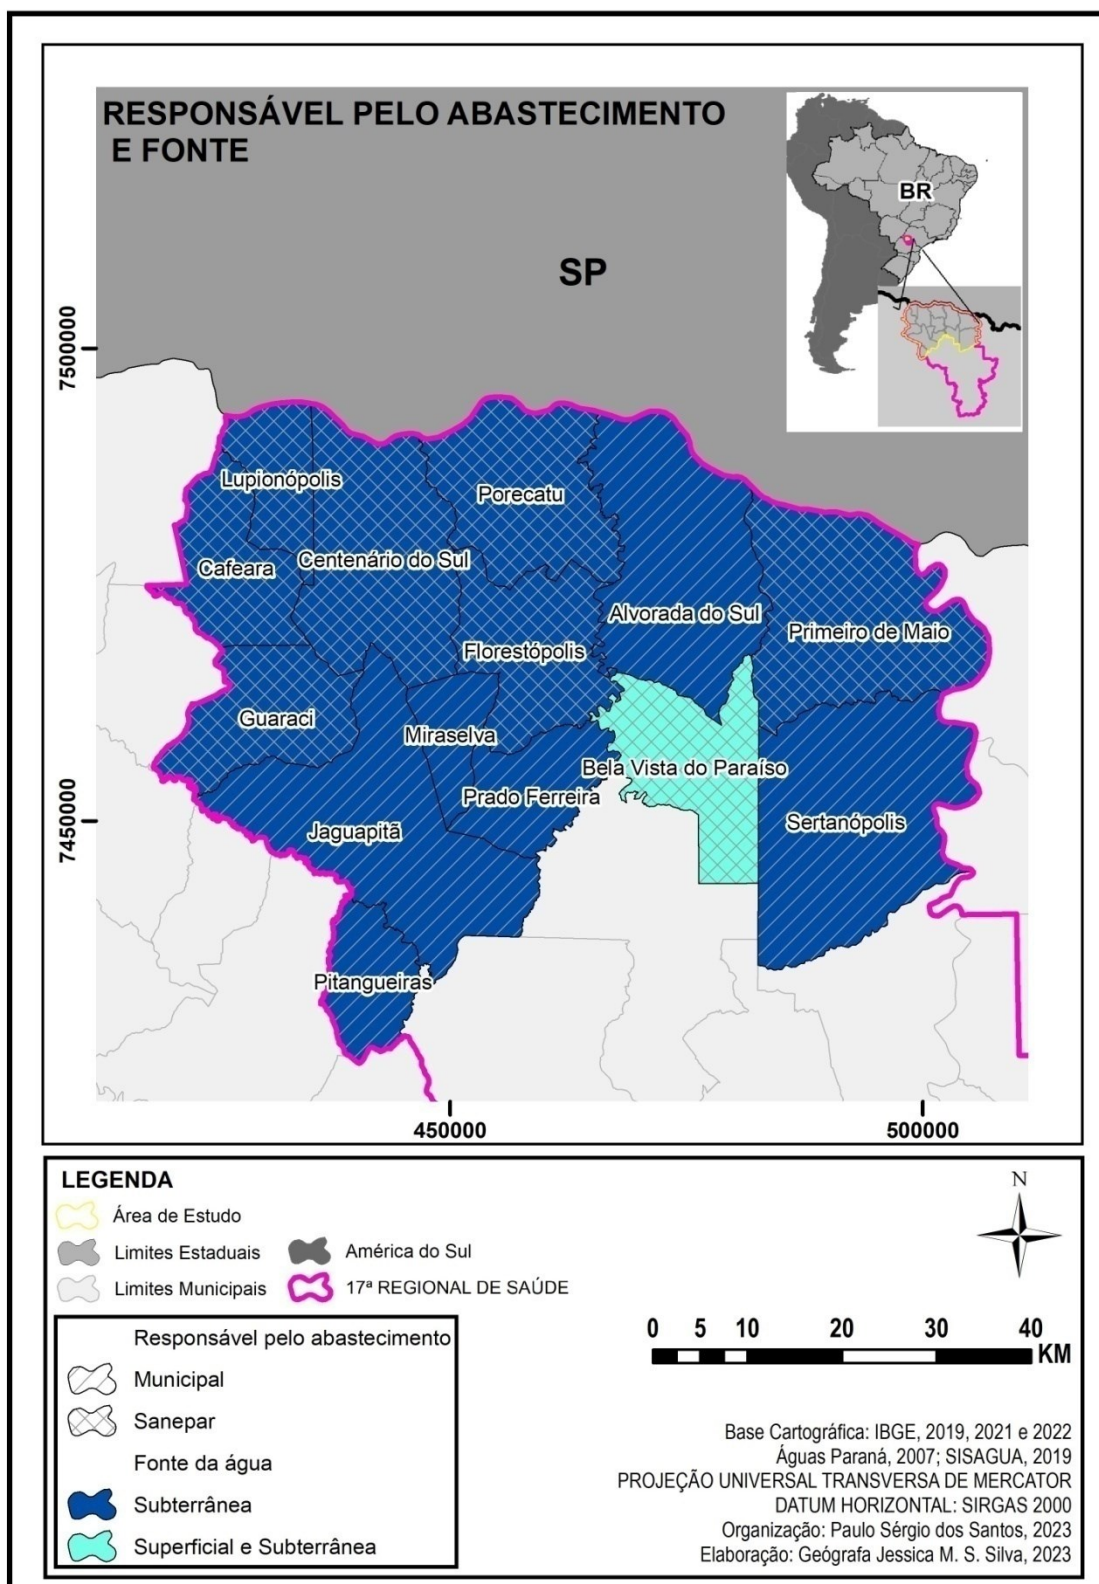 RESPONSÁVEL PELO ABASTECIMENTO
E FONTE
BR
SP
7500000
Lupionópolis
Porecatu
Cafeara
Centenário do Sul
Alvorada do Sul
Primeiro de Maio
Florestópolis
Guaraci
Miraselva
Bela Vista do Paraíso
Prado Ferreira
Jaguapitã
Sertanópolis
7450000
Pitangueiras
450000
500000
LEGENDA
Área de Estudo
Limites Estaduais
América do Sul
Limites Municipais
17ª REGIONAL DE SAÚDE
N
Responsável pelo abastecimento
Municipal
Sanepar
Fonte da água
Subterrânea
Superficial e Subterrânea
0 5 10 20 30 40
KM
Base Cartográfica: IBGE, 2019, 2021 e 2022
Águas Paraná, 2007; SISAGUA, 2019
PROJEÇÃO UNIVERSAL TRANSVERSA DE MERCATOR
DATUM HORIZONTAL: SIRGAS 2000
Organização: Paulo Sérgio dos Santos, 2023
Elaboração: Geógrafa Jessica M. S. Silva, 2023